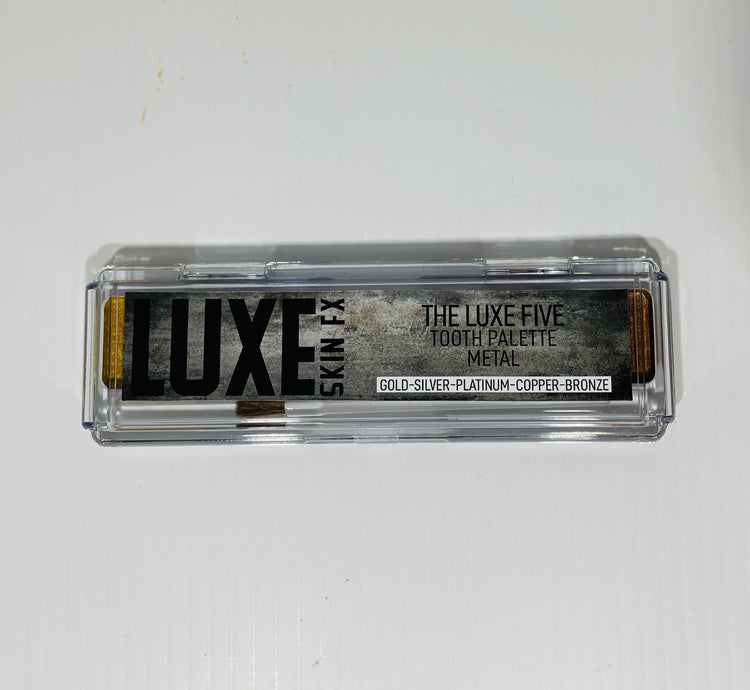 LUXE
SKIN FX
THE LUXE FIVE
TOOTH PALETTE
METAL
GOLD-SILVER-PLATINUM-COPPER-BRONZE